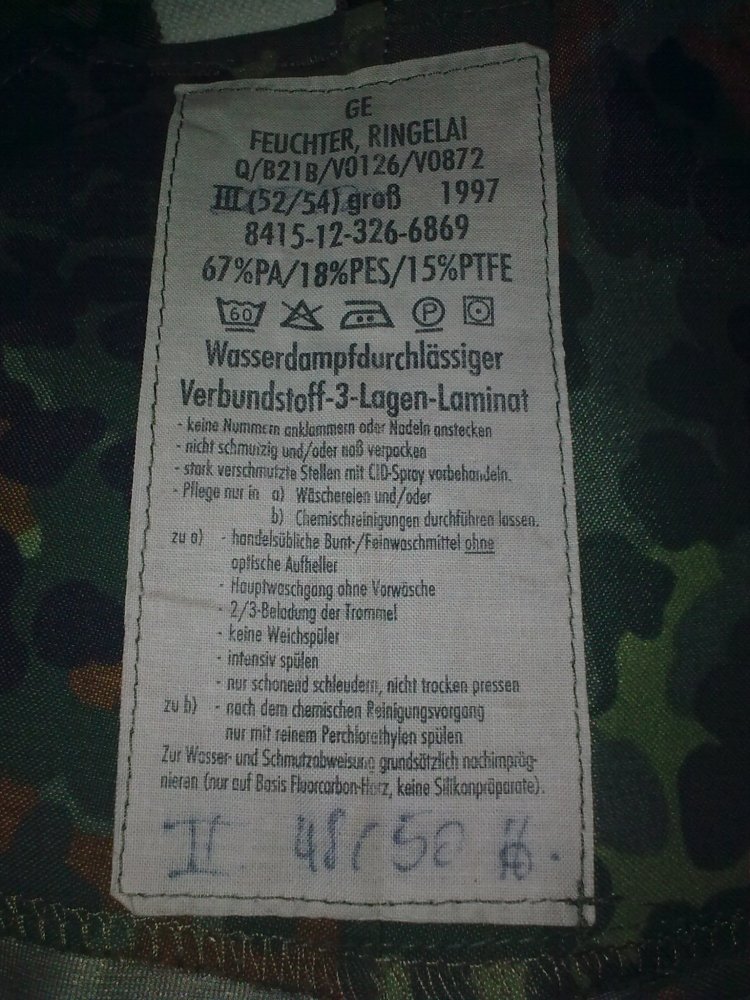 GE
FEUCHTER, RINGELAI
Q/B21B/V0126/V0872
III (52/54) groß 1997
8415-12-326-6869
67%PA/18%PES/15%PTFE
60 P
Wasserdampfdurchlässiger
Verbundstoff-3-Lagen-Laminat
- keine Nummern anklammern oder Nadeln anstecken
- nicht schmutzig und/oder naß verpacken
- stark verschmutzte Stellen mit CID-Spray vorbehandeln.
- Pflege nur in a) Wäschereien und/oder
b) Chemischreinigungen durchführen lassen.
zu a) - handelsübliche Bunt-/Feinwaschmittel ohne
optische Aufheller
- Hauptwaschgang ohne Vorwäsche
- 2/3-Beladung der Trommel
- keine Weichspüler
- intensiv spülen
- nur schonend schleudern, nicht trocken pressen
zu b) - nach dem chemischen Reinigungsvorgang
nur mit reinem Perchlorethylen spülen
Zur Wasser- und Schmutzabweisung grundsätzlich nachimpräg-
nieren (nur auf Basis Fluorcarbon-Harz, keine Silikonpräparate).
II 48/50